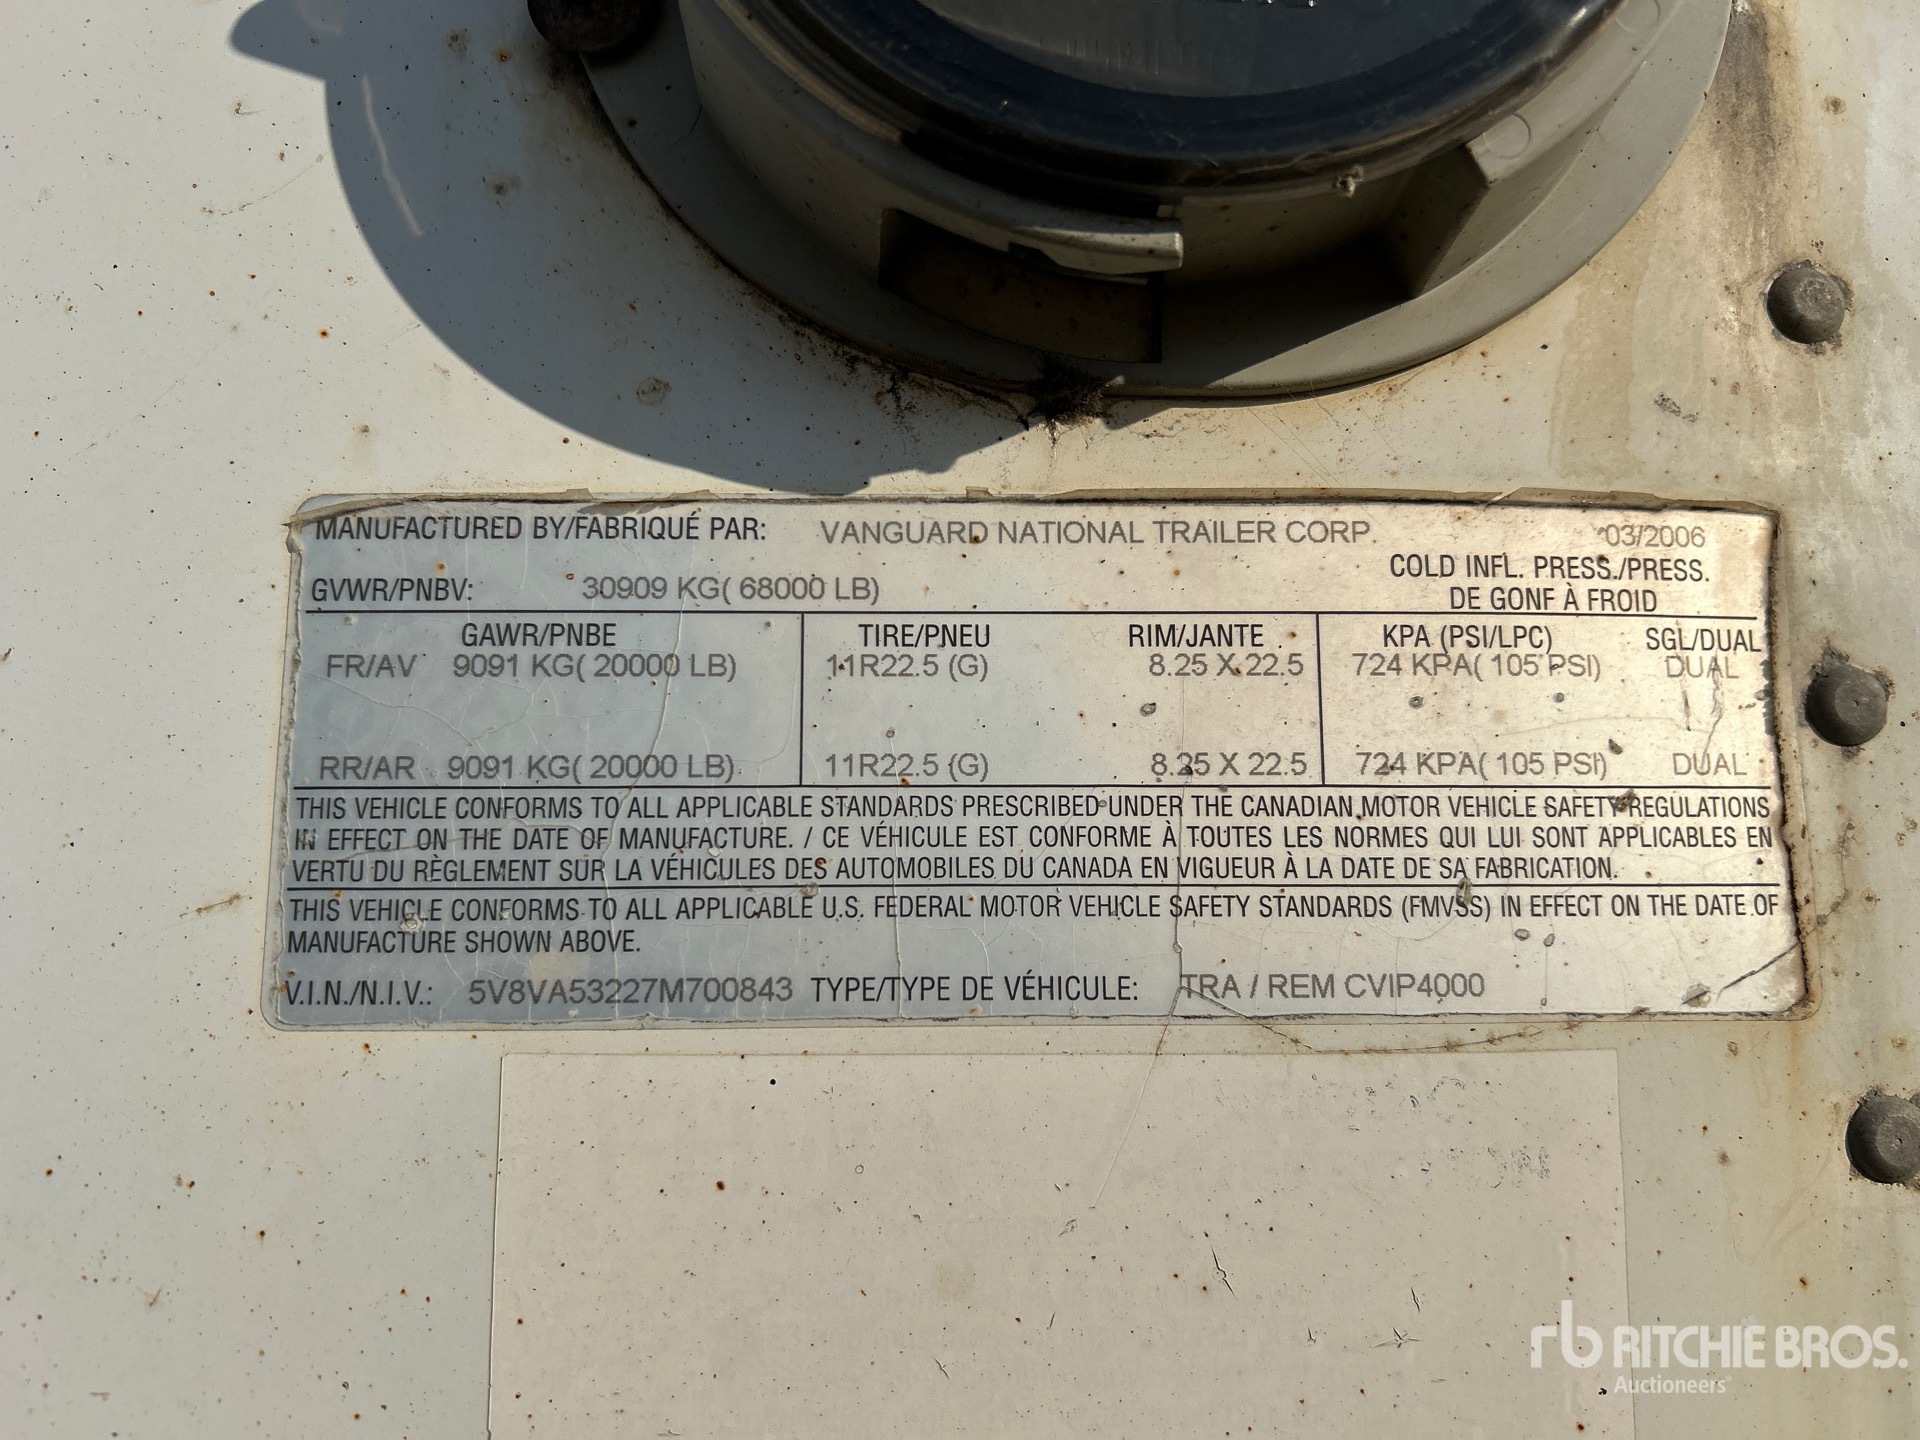 MANUFACTURED BY/FABRIQUÉ PAR: VANGUARD NATIONAL TRAILER CORP. 03/2006
GVWR/PNBV: 30909 KG( 68000 LB) COLD INFL. PRESS./PRESS.
DE GONF À FROID
GAWR/PNBE TIRE/PNEU RIM/JANTE KPA (PSI/LPC) SGL/DUAL
FR/AV 9091 KG( 20000 LB) 11R22.5 (G) 8.25 X 22.5 724 KPA( 105 PSI) DUAL
RR/AR 9091 KG( 20000 LB) 11R22.5 (G) 8.25 X 22.5 724 KPA( 105 PSI) DUAL
THIS VEHICLE CONFORMS TO ALL APPLICABLE STANDARDS PRESCRIBED UNDER THE CANADIAN MOTOR VEHICLE SAFETY REGULATIONS
IN EFFECT ON THE DATE OF MANUFACTURE. / CE VÉHICULE EST CONFORME À TOUTES LES NORMES QUI LUI SONT APPLICABLES EN
VERTU DU RÈGLEMENT SUR LA VÉHICULES DES AUTOMOBILES DU CANADA EN VIGUEUR À LA DATE DE SA FABRICATION.
THIS VEHICLE CONFORMS TO ALL APPLICABLE U.S. FEDERAL MOTOR VEHICLE SAFETY STANDARDS (FMVSS) IN EFFECT ON THE DATE OF
MANUFACTURE SHOWN ABOVE.
V.I.N./N.I.V.: 5V8VA53227M700843 TYPE/TYPE DE VÉHICULE: TRA / REM CVIP4000
rb RITCHIE BROS.
Auctioneers